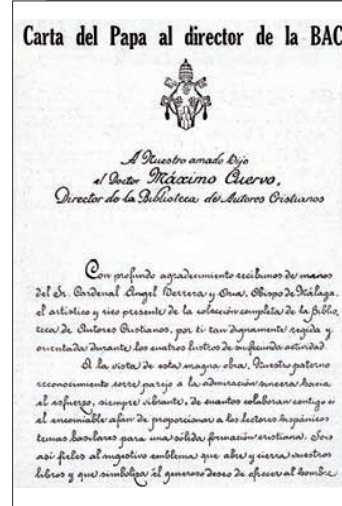 Carta del Papa al director de la BAC
A Nuestro amado Hijo
el Doctor Máximo Cuervo,
Director de la Biblioteca de Autores Cristianos
Con profundo agradecimiento recibimos de manos
del Sr. Cardenal Angel Herrera y Oria, Obispo de Málaga,
el artístico y rico presente de la colección completa de la Biblio-
teca de Autores Cristianos, por ti tan dignamente regida y
orientada durante los cuatro lustros de su fecunda actividad.
A la vista de esta magna obra, Nuestro paterno
reconocimiento corre parejo a la admiración sincera hacia
el esfuerzo, siempre vibrante, de cuantos colaboran contigo en
el encomiable afán de proporcionar a los lectores hispánicos
temas basilares para una sólida formación cristiana. Sois
así fieles al sugestivo emblema que abre y cierra vuestros
libros y que simboliza el generoso deseo de ofrecer al hombre